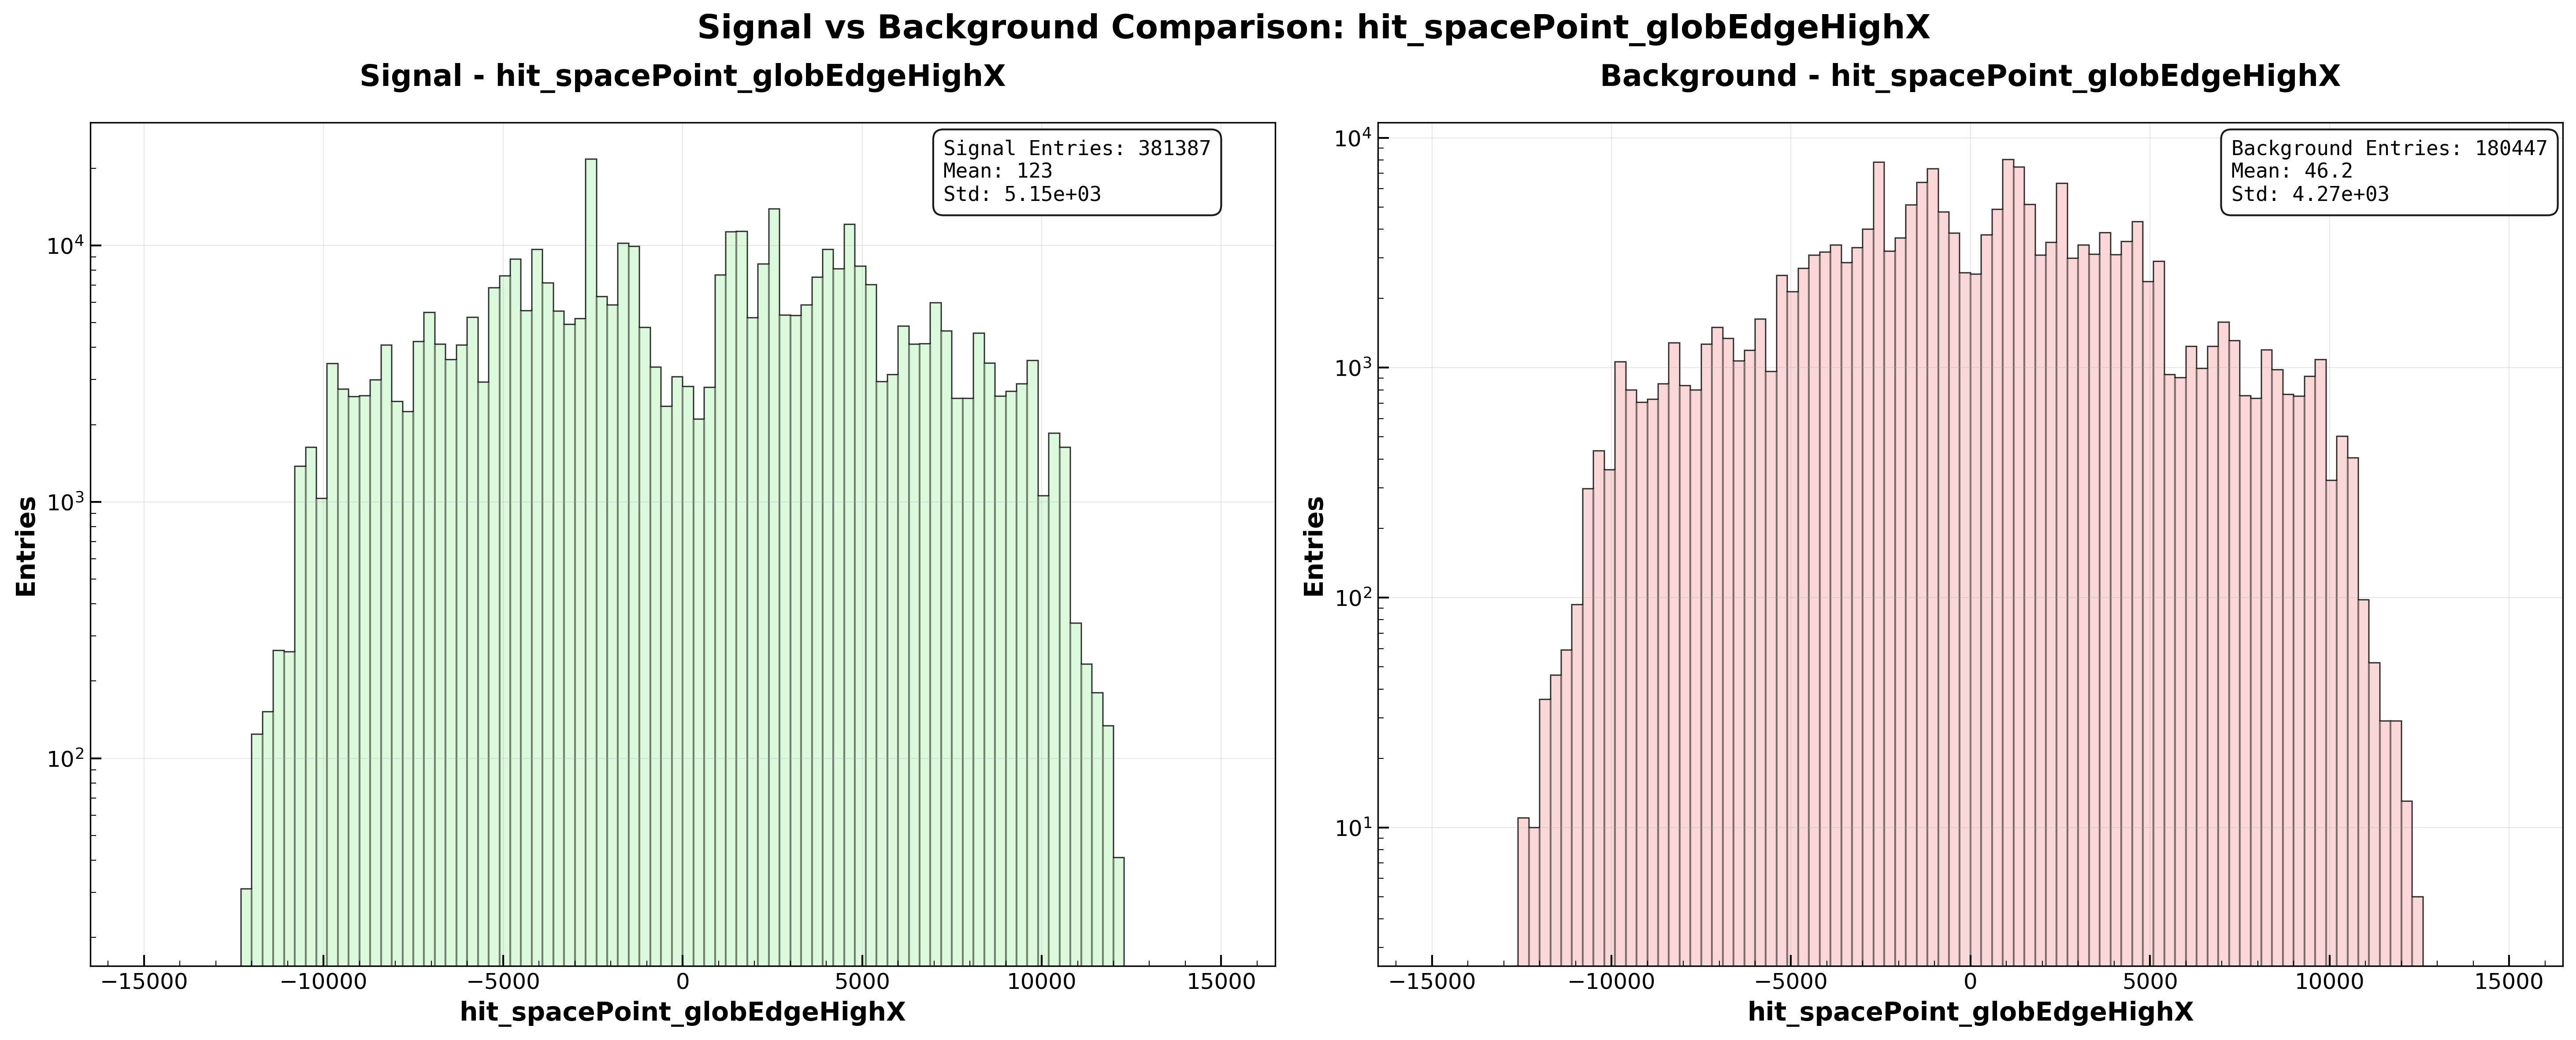 Signal vs Background Comparison: hit_spacePoint_globEdgeHighX
Signal - hit_spacePoint_globEdgeHighX
Signal Entries: 381387
Mean: 123
Std: 5.15e+03
10^4
10^3
10^2
Entries
−15000 −10000 −5000 0 5000 10000 15000
hit_spacePoint_globEdgeHighX
Background - hit_spacePoint_globEdgeHighX
Background Entries: 180447
Mean: 46.2
Std: 4.27e+03
10^4
10^3
10^2
10^1
Entries
−15000 −10000 −5000 0 5000 10000 15000
hit_spacePoint_globEdgeHighX